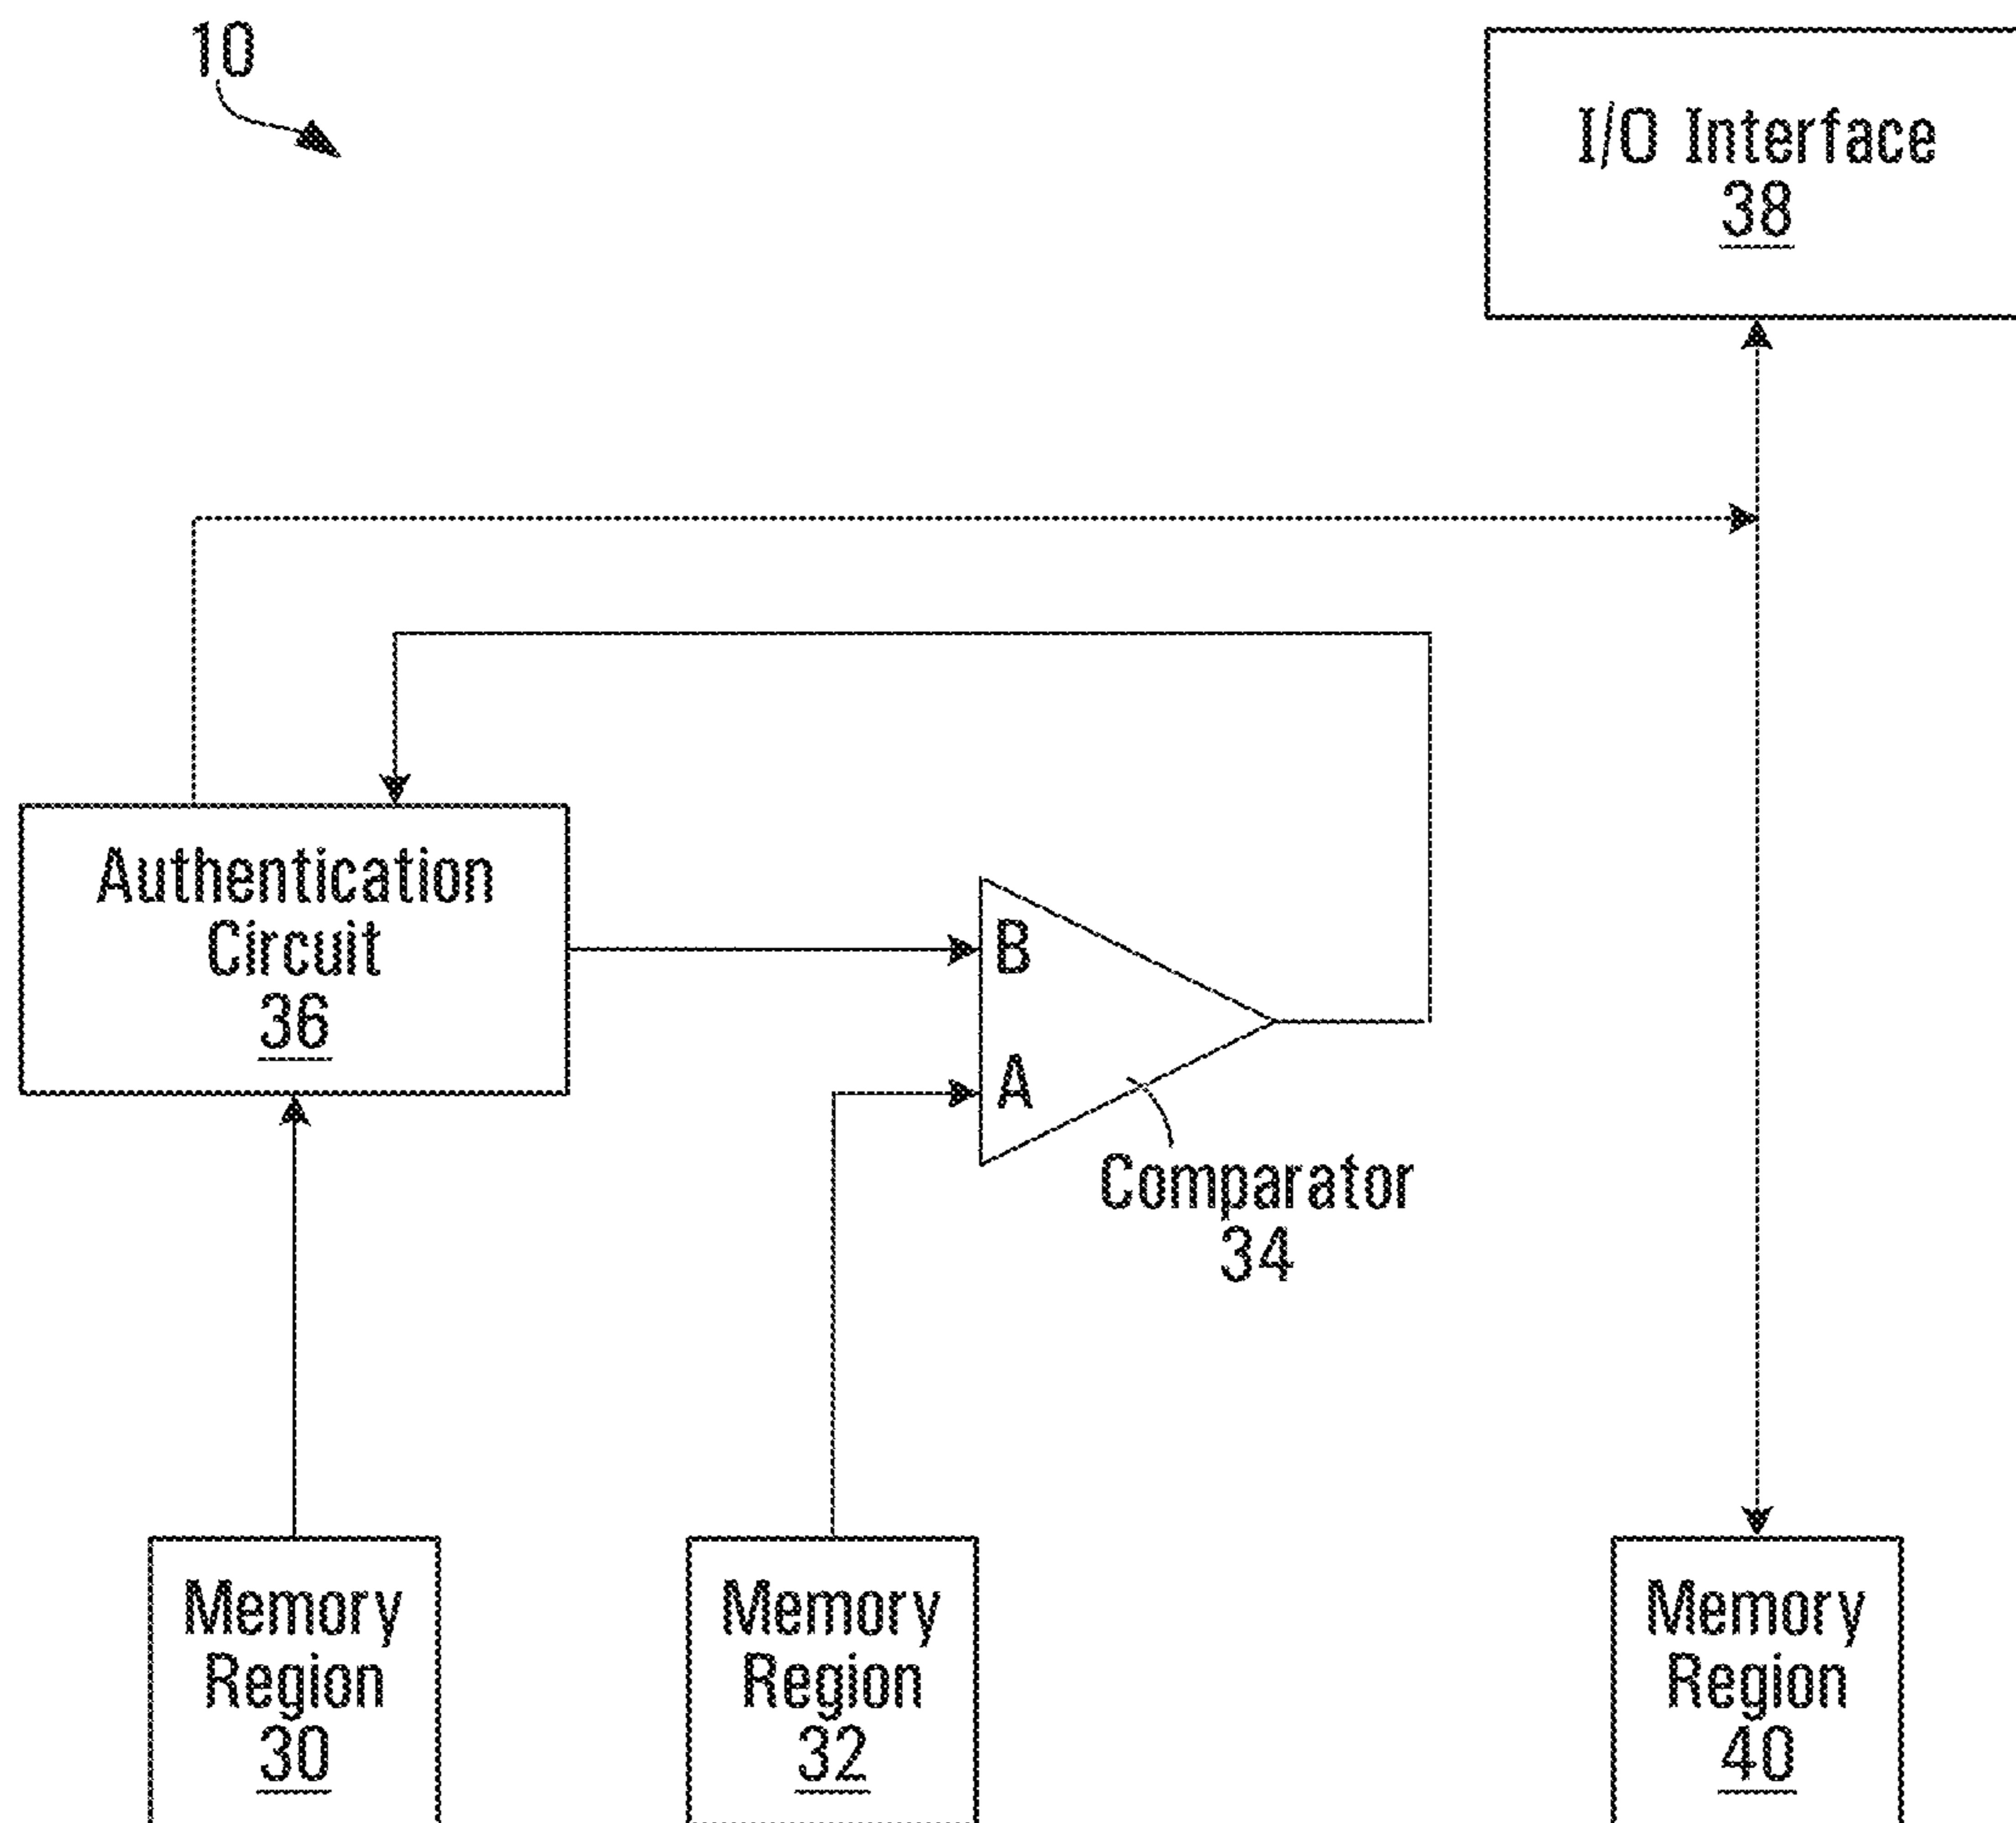 10
I/O Interface
38
Authentication
Circuit
36
B
A
Comparator
34
Memory
Region
30
Memory
Region
32
Memory
Region
40